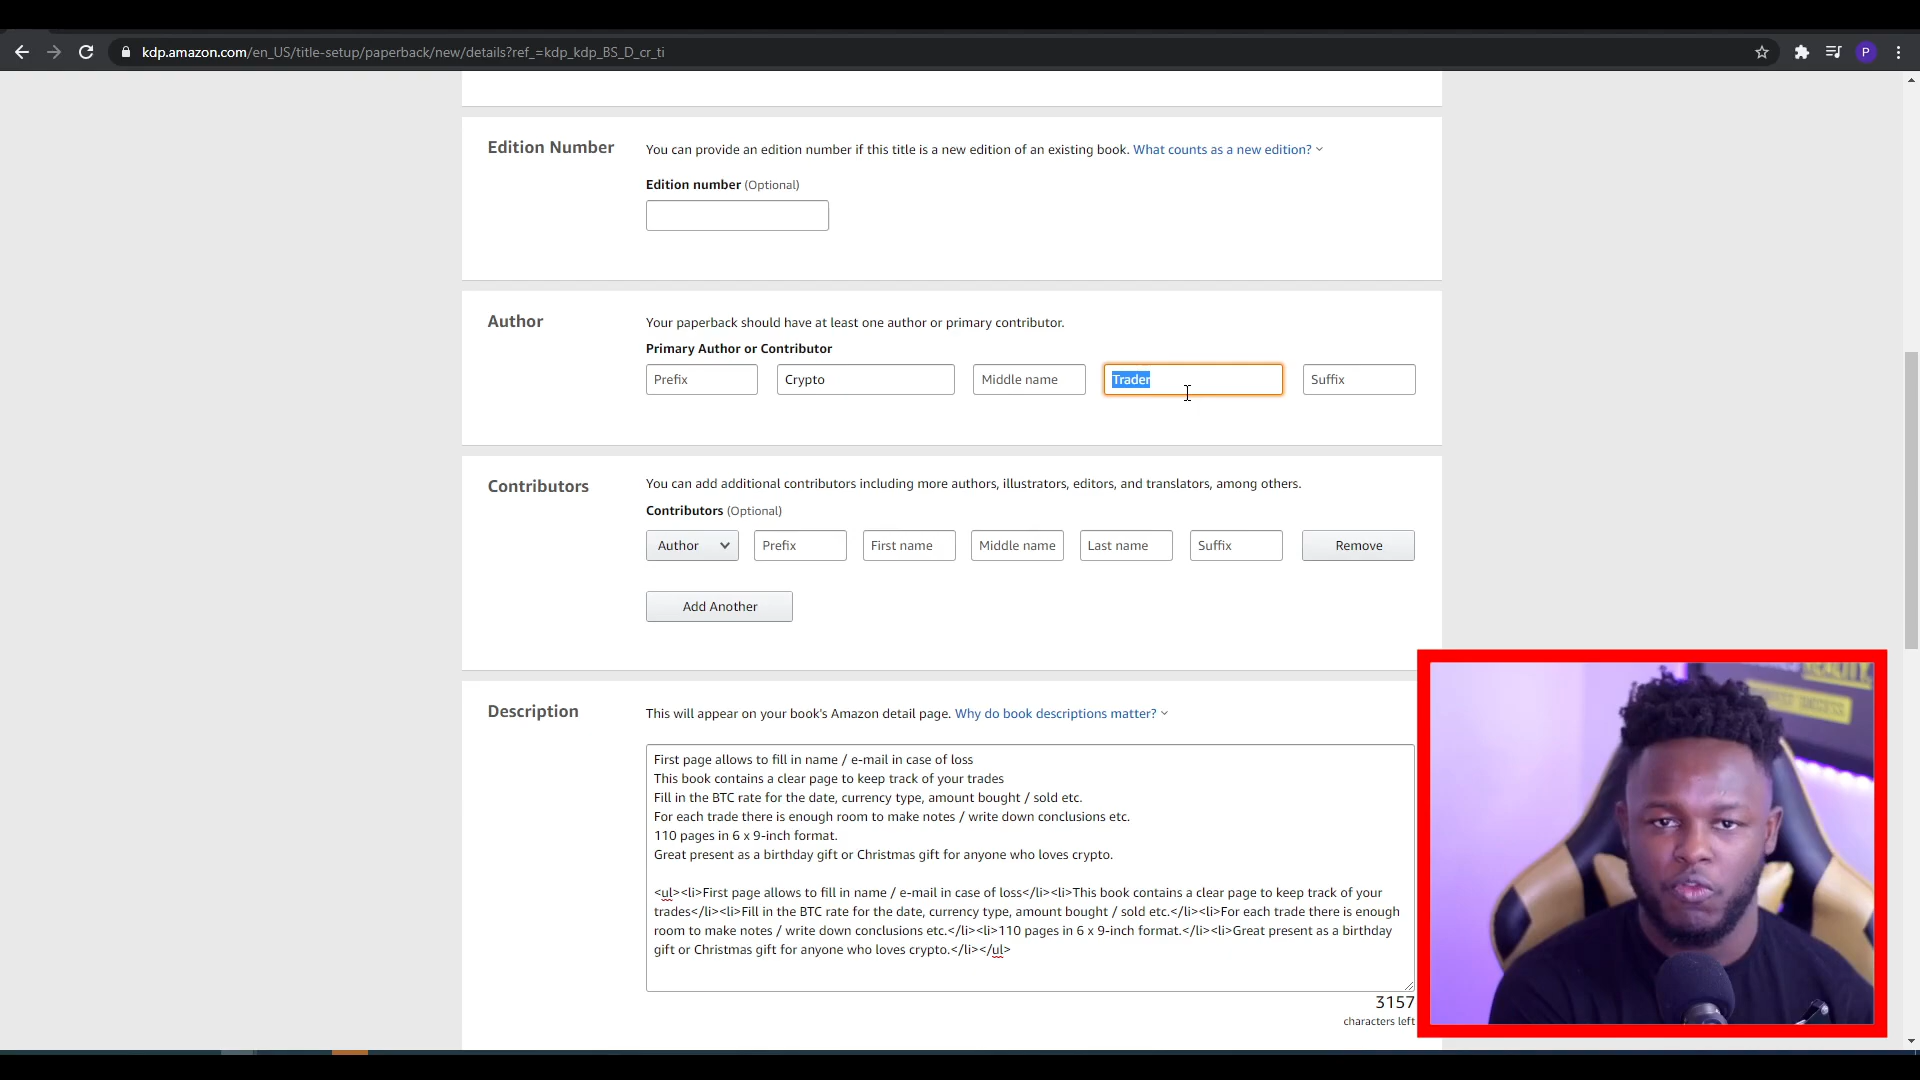 kdp.amazon.com/en_US/title-setup/paperback/new/details?ref_=kdp_kdp_BS_D_cr_ti
P
Edition Number
You can provide an edition number if this title is a new edition of an existing book. What counts as a new edition?
Edition number (Optional)
Author
Your paperback should have at least one author or primary contributor.
Primary Author or Contributor
Prefix Crypto Middle name Trader Suffix
Contributors
You can add additional contributors including more authors, illustrators, editors, and translators, among others.
Contributors (Optional)
Author Prefix First name Middle name Last name Suffix Remove
Add Another
Description
This will appear on your book's Amazon detail page. Why do book descriptions matter?
First page allows to fill in name / e-mail in case of loss
This book contains a clear page to keep track of your trades
Fill in the BTC rate for the date, currency type, amount bought / sold etc.
For each trade there is enough room to make notes / write down conclusions etc.
110 pages in 6 x 9-inch format.
Great present as a birthday gift or Christmas gift for anyone who loves crypto.
<ul><li>First page allows to fill in name / e-mail in case of loss</li><li>This book contains a clear page to keep track of your
trades</li><li>Fill in the BTC rate for the date, currency type, amount bought / sold etc.</li><li>For each trade there is enough
room to make notes / write down conclusions etc.</li><li>110 pages in 6 x 9-inch format.</li><li>Great present as a birthday
gift or Christmas gift for anyone who loves crypto.</li></ul>
3157
characters left